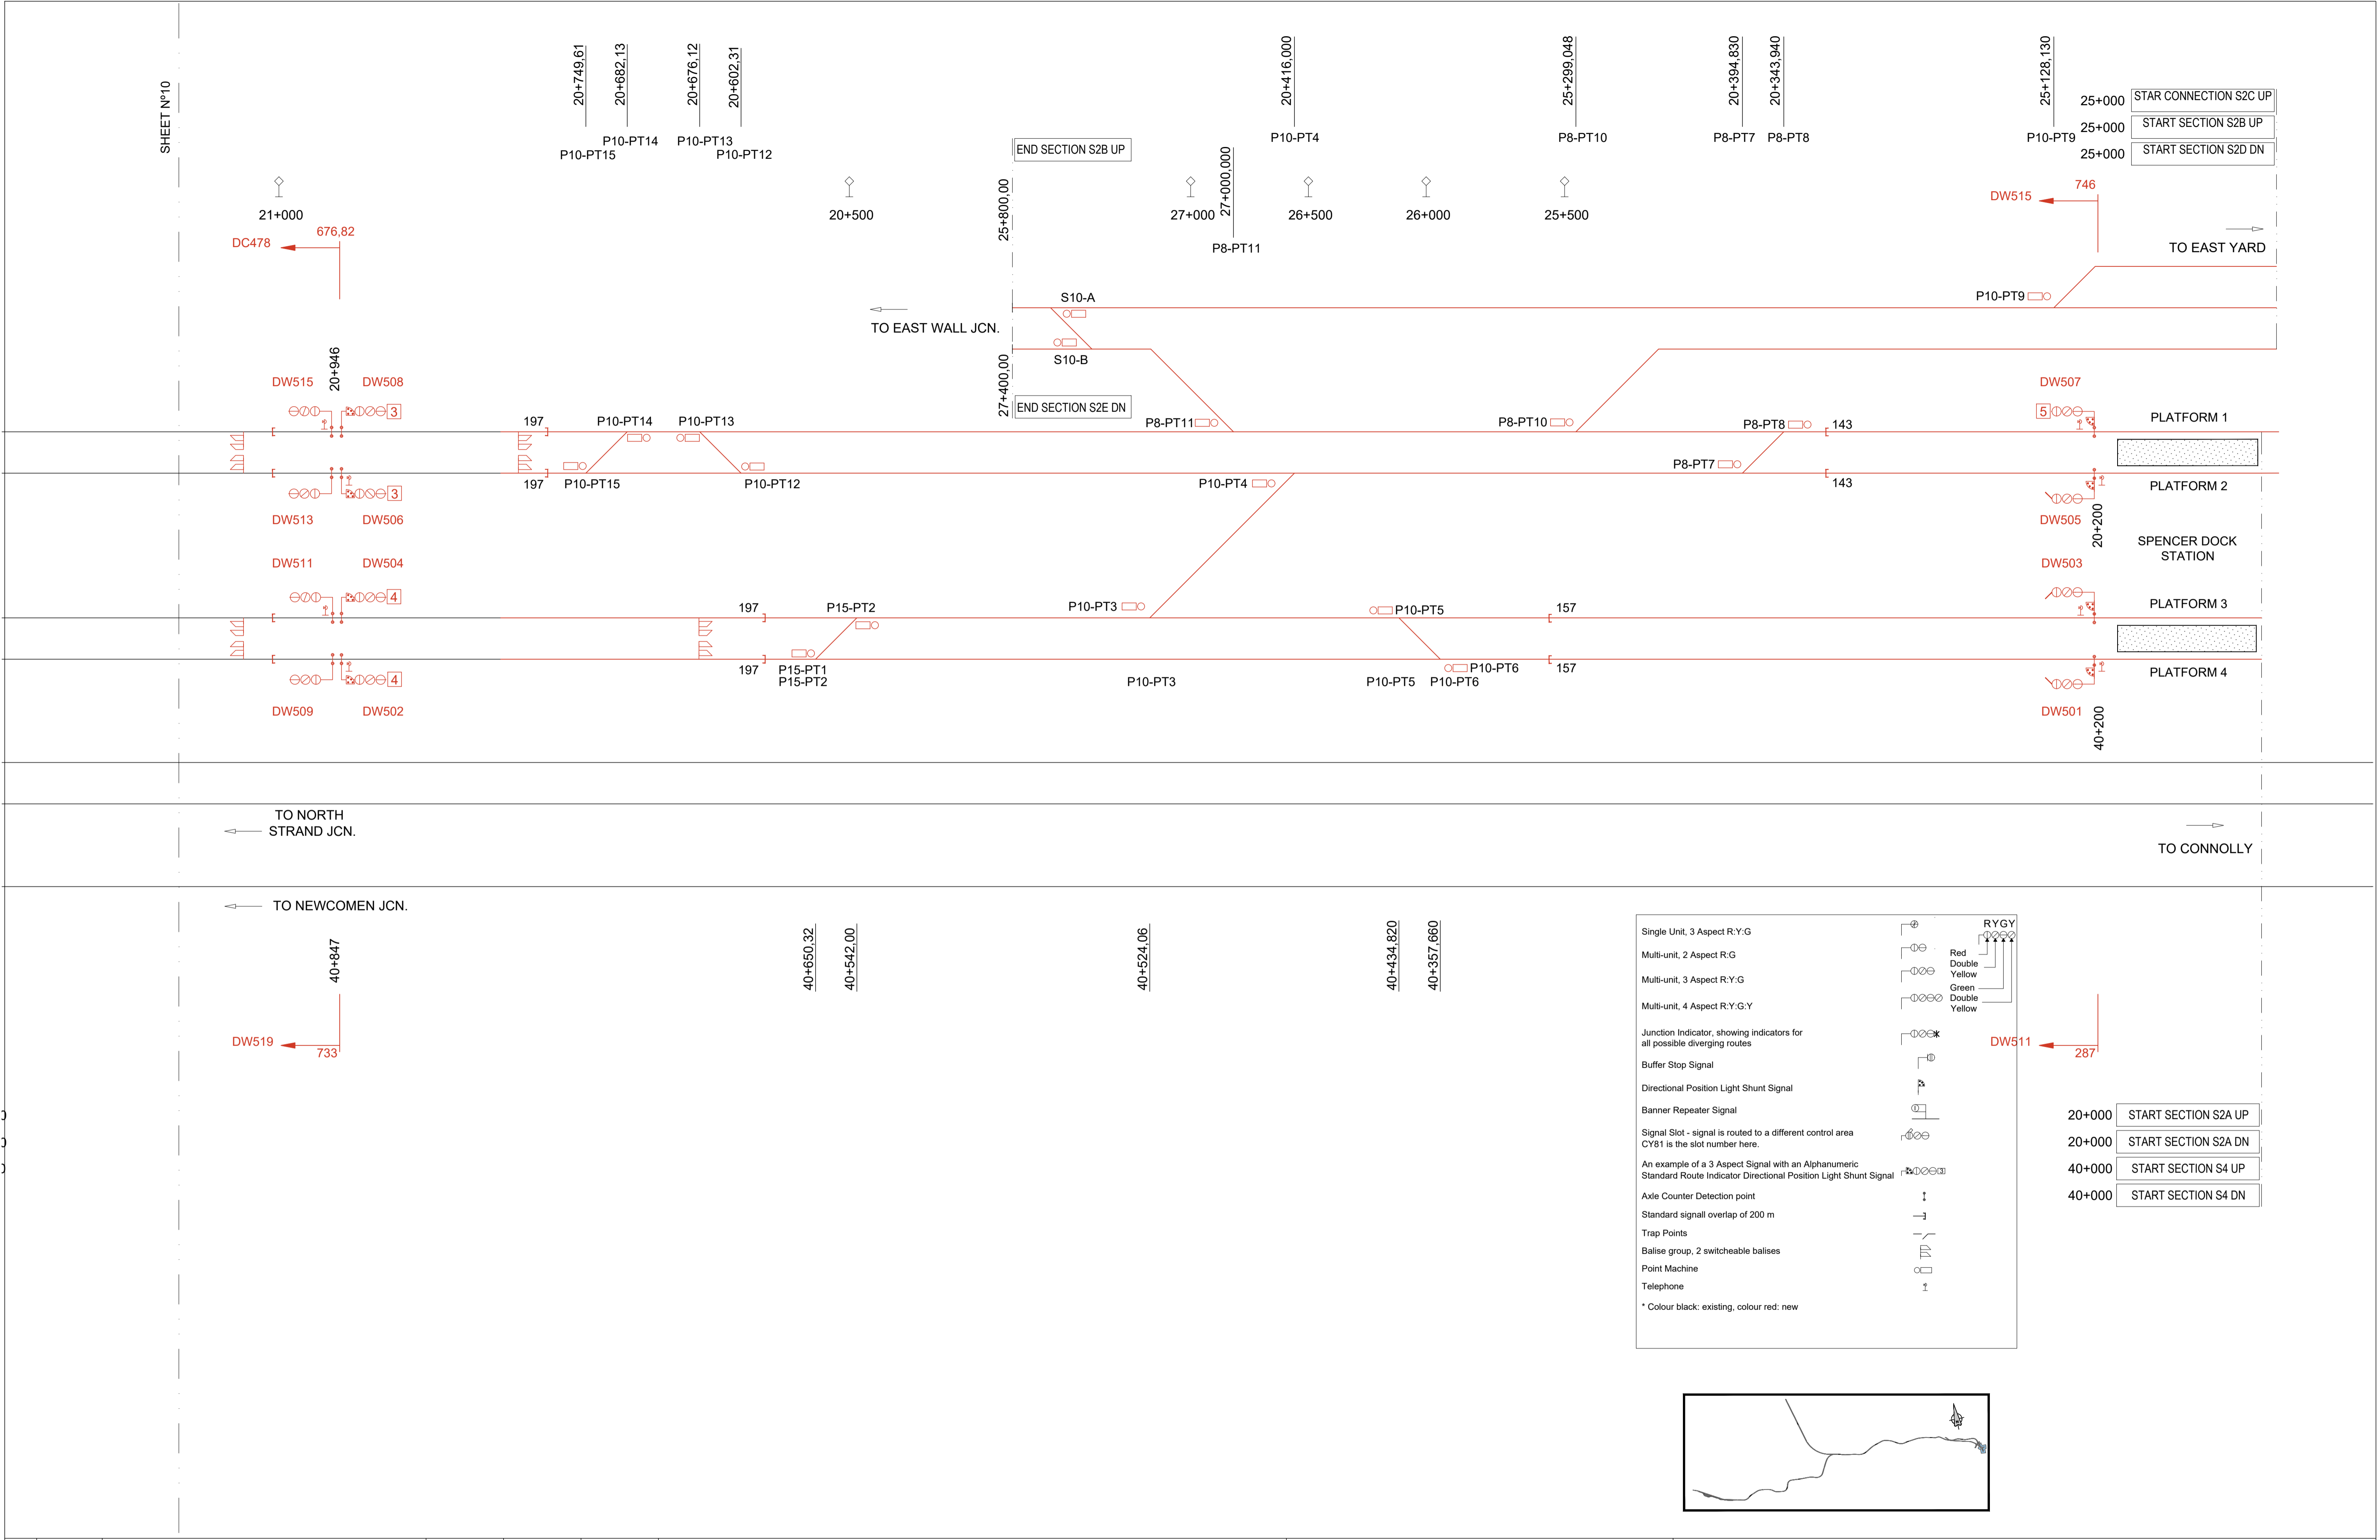 SHEET Nº10
20+749,61
20+682,13
20+676,12
20+602,31
20+416,000
25+299,048
20+394,830
20+343,940
25+128,130
25+000 STAR CONNECTION S2C UP
25+000 START SECTION S2B UP
25+000 START SECTION S2D DN
P10-PT15
P10-PT14
P10-PT13
P10-PT12
P10-PT4
P8-PT10
P8-PT7
P8-PT8
P10-PT9
END SECTION S2B UP
25+800,00
27+000,000
P8-PT11
21+000
20+500
27+000
26+500
26+000
25+500
DC478
676,82
DW515
746
TO EAST YARD
P10-PT9
S10-A
TO EAST WALL JCN.
S10-B
27+400,00
END SECTION S2E DN
20+946
DW515
DW508
3
197
P10-PT14
P10-PT13
P8-PT11
P8-PT10
P8-PT8
143
DW507
5
PLATFORM 1
197
P10-PT15
P10-PT12
P10-PT4
P8-PT7
143
PLATFORM 2
3
DW513
DW506
DW505
20+200
SPENCER DOCK
STATION
DW511
DW504
DW503
4
197
P15-PT2
P10-PT3
P10-PT5
157
PLATFORM 3
197
P15-PT1
P15-PT2
P10-PT3
P10-PT5
P10-PT6
P10-PT6
157
PLATFORM 4
4
DW509
DW502
DW501
40+200
TO NORTH
STRAND JCN.
TO CONNOLLY
TO NEWCOMEN JCN.
40+847
40+650,32
40+542,00
40+524,06
40+434,820
40+357,660
DW519
733
DW511
287
Single Unit, 3 Aspect R:Y:G
RYGY
Multi-unit, 2 Aspect R:G
Red
Double
Yellow
Multi-unit, 3 Aspect R:Y:G
Green
Multi-unit, 4 Aspect R:Y:G:Y
Double
Yellow
Junction Indicator, showing indicators for
all possible diverging routes
Buffer Stop Signal
Directional Position Light Shunt Signal
Banner Repeater Signal
Signal Slot - signal is routed to a different control area
CY81 is the slot number here.
An example of a 3 Aspect Signal with an Alphanumeric
Standard Route Indicator Directional Position Light Shunt Signal
3
Axle Counter Detection point
Standard signall overlap of 200 m
Trap Points
Balise group, 2 switcheable balises
Point Machine
Telephone
* Colour black: existing, colour red: new
20+000 START SECTION S2A UP
20+000 START SECTION S2A DN
40+000 START SECTION S4 UP
40+000 START SECTION S4 DN